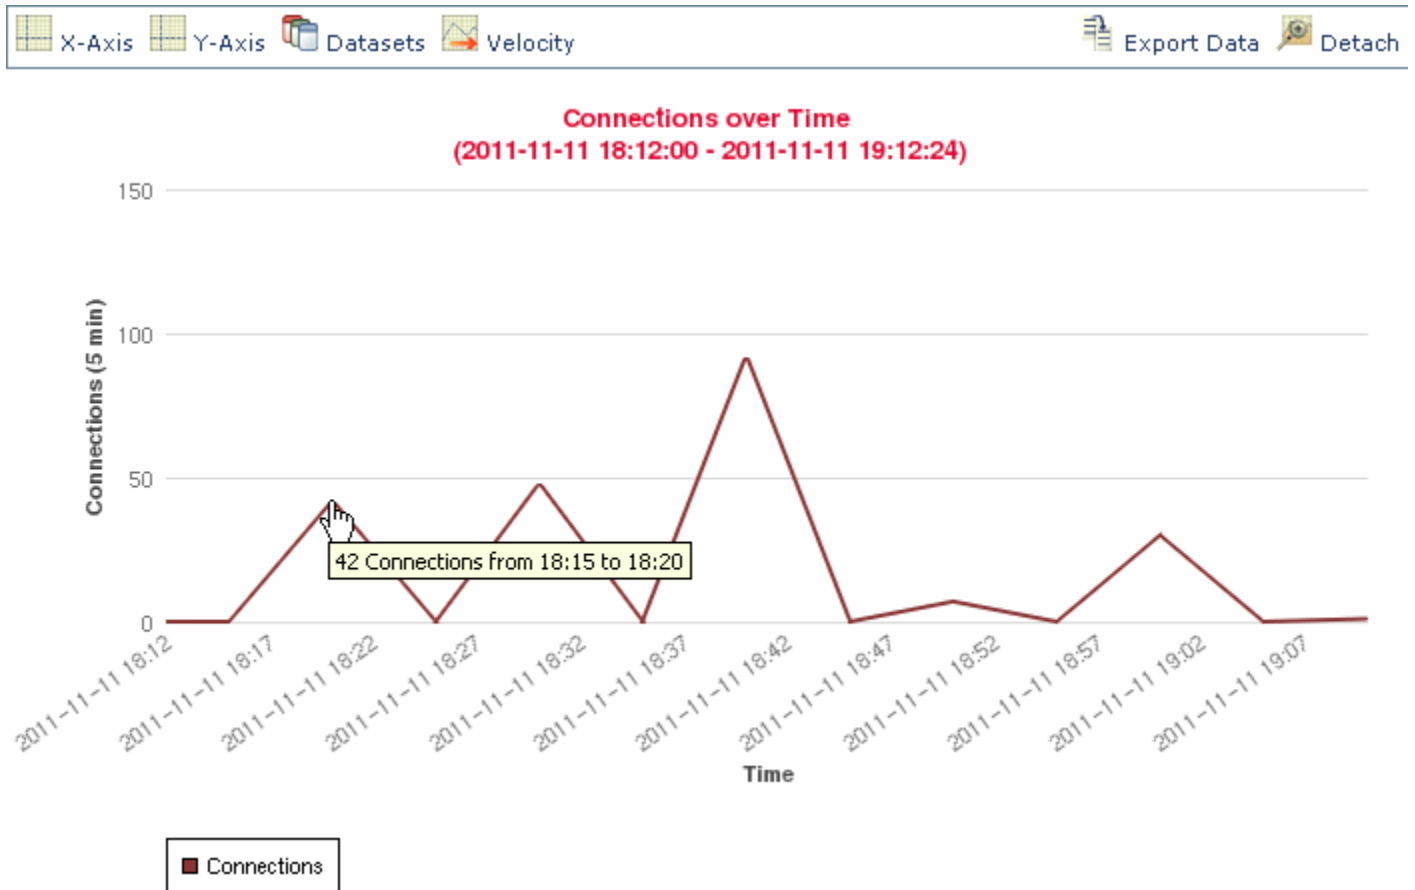 X-Axis Y-Axis Datasets Velocity Export Data Detach
Connections over Time
(2011-11-11 18:12:00 - 2011-11-11 19:12:24)
150
100
50
0
Connections (5 min)
42 Connections from 18:15 to 18:20
2011-11-11 18:12
2011-11-11 18:17
2011-11-11 18:22
2011-11-11 18:27
2011-11-11 18:32
2011-11-11 18:37
2011-11-11 18:42
2011-11-11 18:47
2011-11-11 18:52
2011-11-11 18:57
2011-11-11 19:02
2011-11-11 19:07
Time
Connections